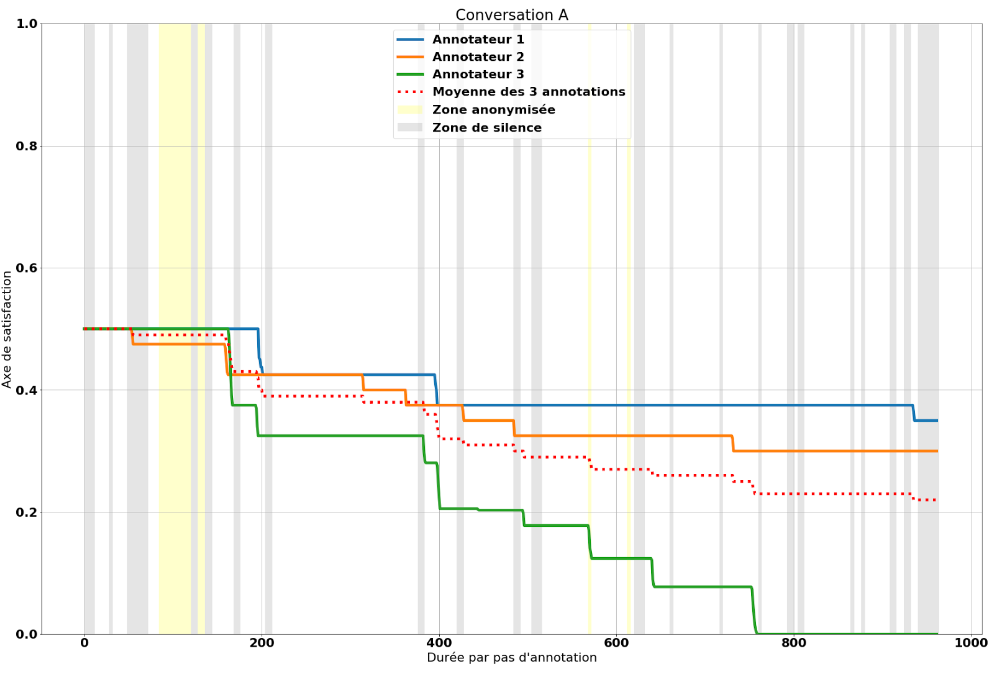 Conversation A
1.0
0.8
0.6
0.4
0.2
0.0
Axe de satisfaction
Annotateur 1
Annotateur 2
Annotateur 3
Moyenne des 3 annotations
Zone anonymisée
Zone de silence
0 200 400 600 800 1000
Durée par pas d'annotation